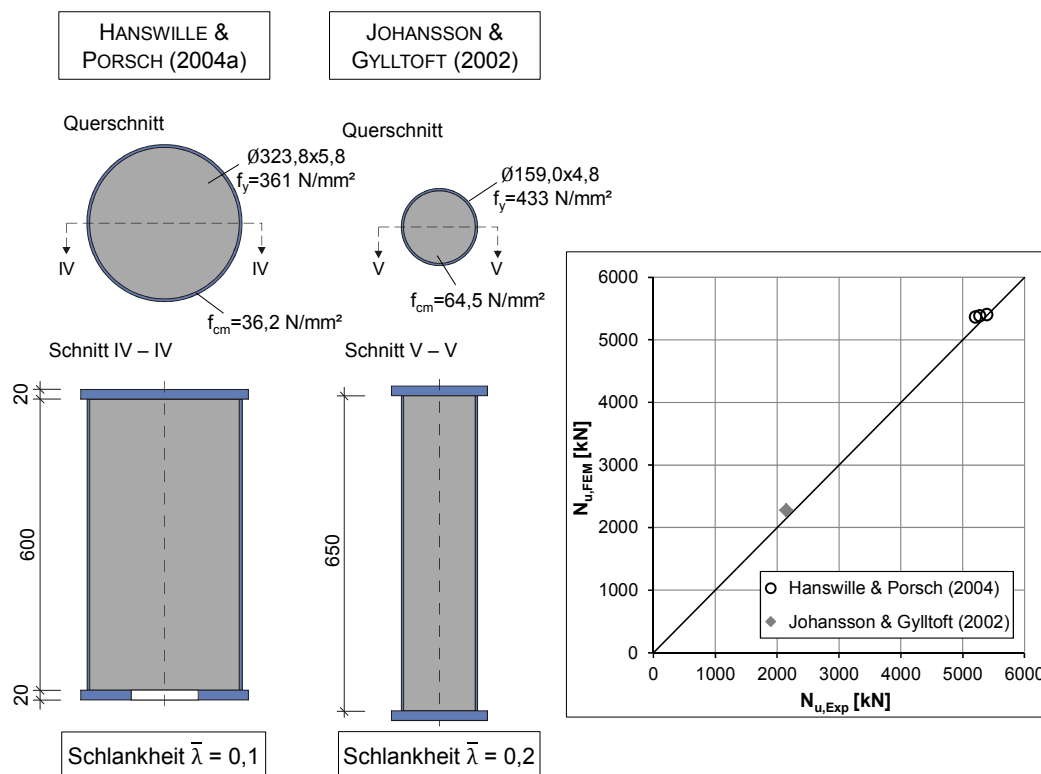 HANSWILLE &
PORSCH (2004a)
Querschnitt
Ø323,8x5,8
f_y=361 N/mm²
IV
IV
f_cm=36,2 N/mm²
Schnitt IV – IV
20
600
20
Schlankheit λ̅ = 0,1
JOHANSSON &
GYLLTOFT (2002)
Querschnitt
Ø159,0x4,8
f_y=433 N/mm²
V
V
f_cm=64,5 N/mm²
Schnitt V – V
650
Schlankheit λ̅ = 0,2
N_u,FEM [kN]
6000
5000
4000
3000
2000
1000
0
Hanswille & Porsch (2004)
Johansson & Gylltoft (2002)
0 1000 2000 3000 4000 5000 6000
N_u,Exp [kN]